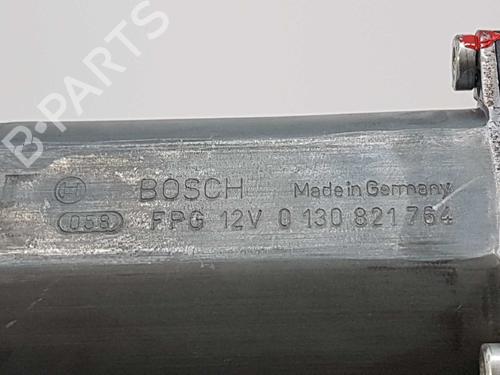 B-PARTS
BOSCH Made in Germany
058 FPG 12V 0 130 821 764